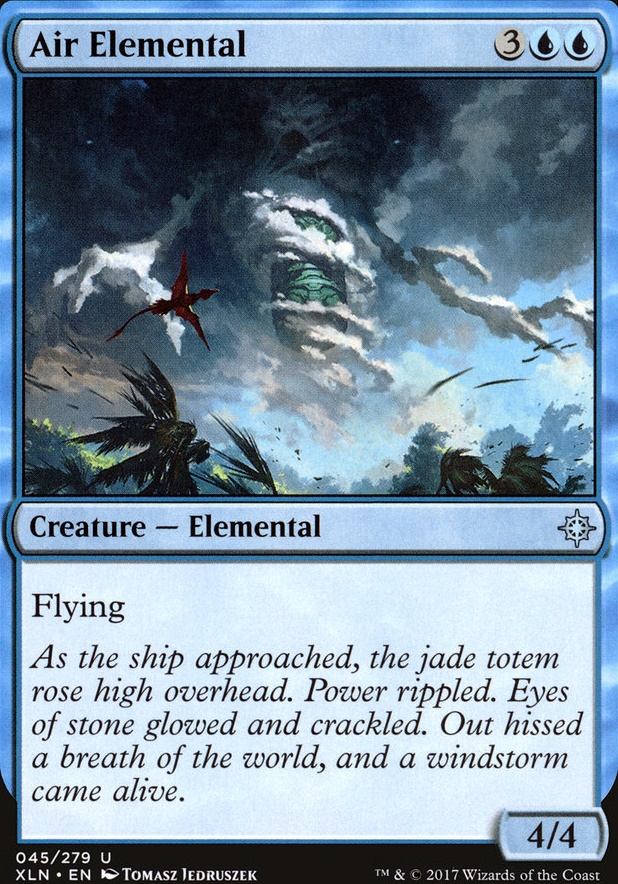 Air Elemental 3
Creature — Elemental
Flying
As the ship approached, the jade totem
rose high overhead. Power rippled. Eyes
of stone glowed and crackled. Out hissed
a breath of the world, and a windstorm
came alive.
4/4
045/279 U
XLN • EN Tomasz Jedruszek
™ & © 2017 Wizards of the Coast